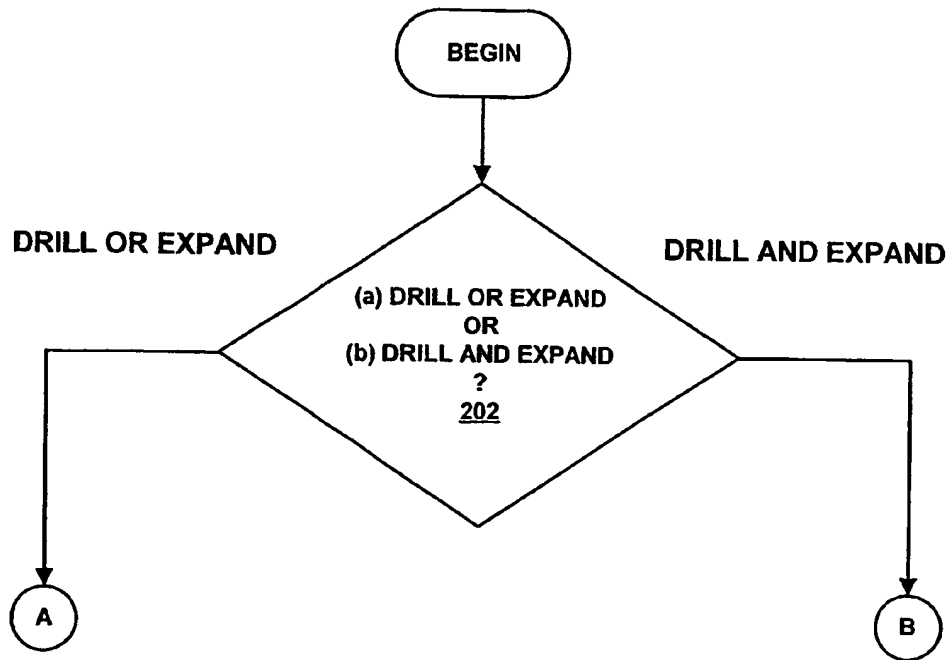 BEGIN
DRILL OR EXPAND
DRILL AND EXPAND
(a) DRILL OR EXPAND
OR
(b) DRILL AND EXPAND
?
202
A
B